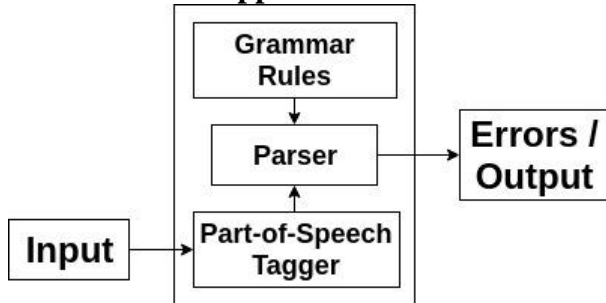 Grammar
Rules
Parser
Errors /
Output
Input
Part-of-Speech
Tagger